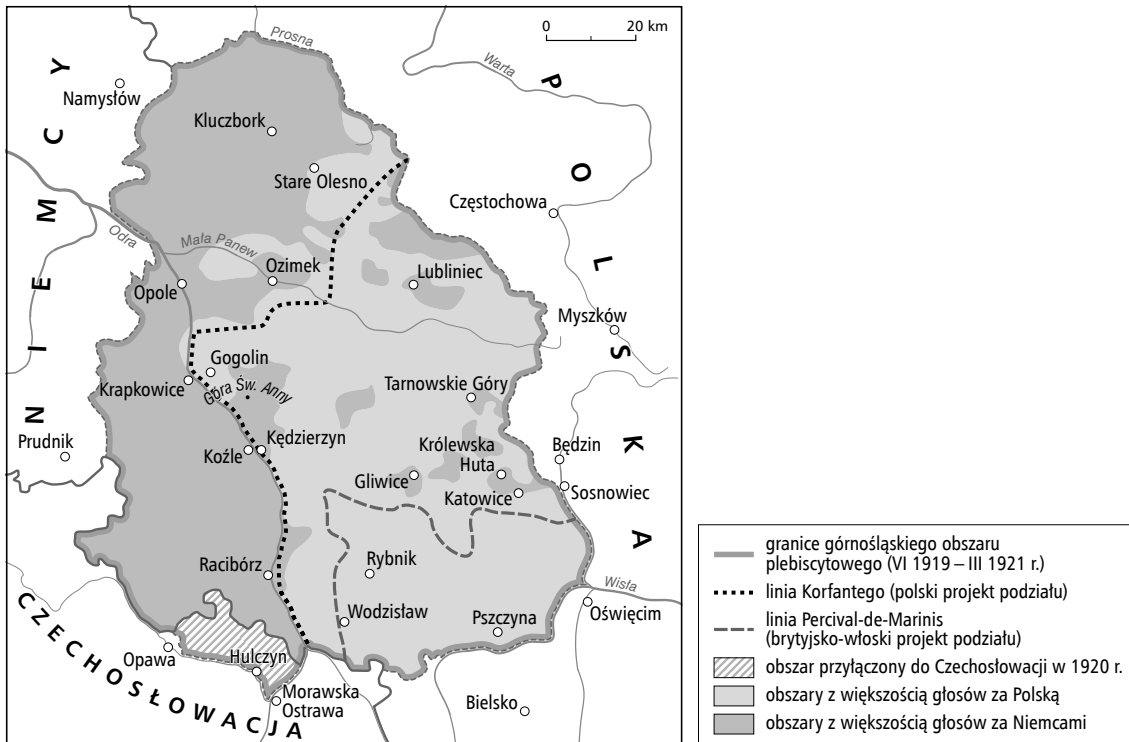 0 20 km
Prosna
Warta
NIEMCY
POLSKA
Namysłów
Kluczbork
Stare Olesno
Częstochowa
Odra
Mała Panew
Ozimek
Lubliniec
Opole
Myszków
Gogolin
Krapkowice
Góra Św. Anny
Tarnowskie Góry
Prudnik
Koźle
Kędzierzyn
Królewska
Huta
Będzin
Gliwice
Katowice
Sosnowiec
Racibórz
Rybnik
Wisła
Wodzisław
Pszczyna
Oświęcim
CZECHOSŁOWACJA
Opawa
Hulczyn
Morawska
Ostrawa
Bielsko
granice górnośląskiego obszaru
plebiscytowego (VI 1919 – III 1921 r.)
linia Korfantego (polski projekt podziału)
linia Percival-de-Marinis
(brytyjsko-włoski projekt podziału)
obszar przyłączony do Czechosłowacji w 1920 r.
obszary z większością głosów za Polską
obszary z większością głosów za Niemcami